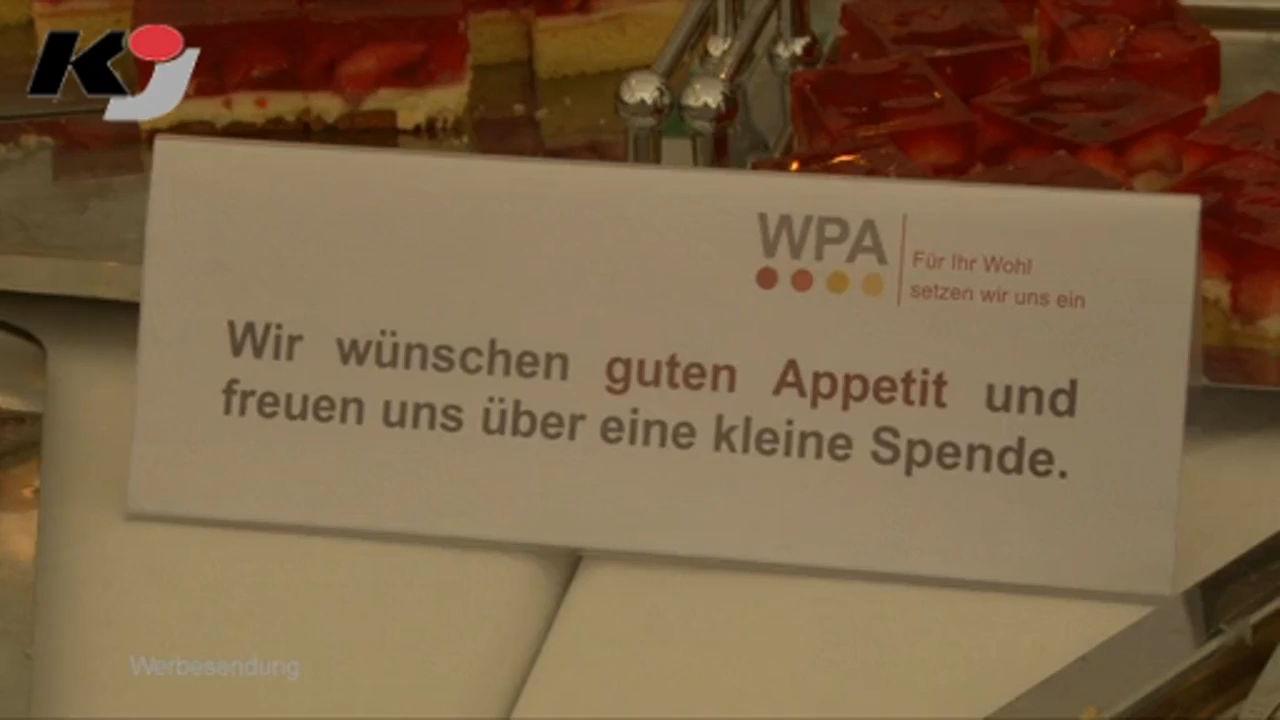 KJ
WPA
Für Ihr Wohl
setzen wir uns ein
Wir wünschen guten Appetit und
freuen uns über eine kleine Spende.
Werbesendung